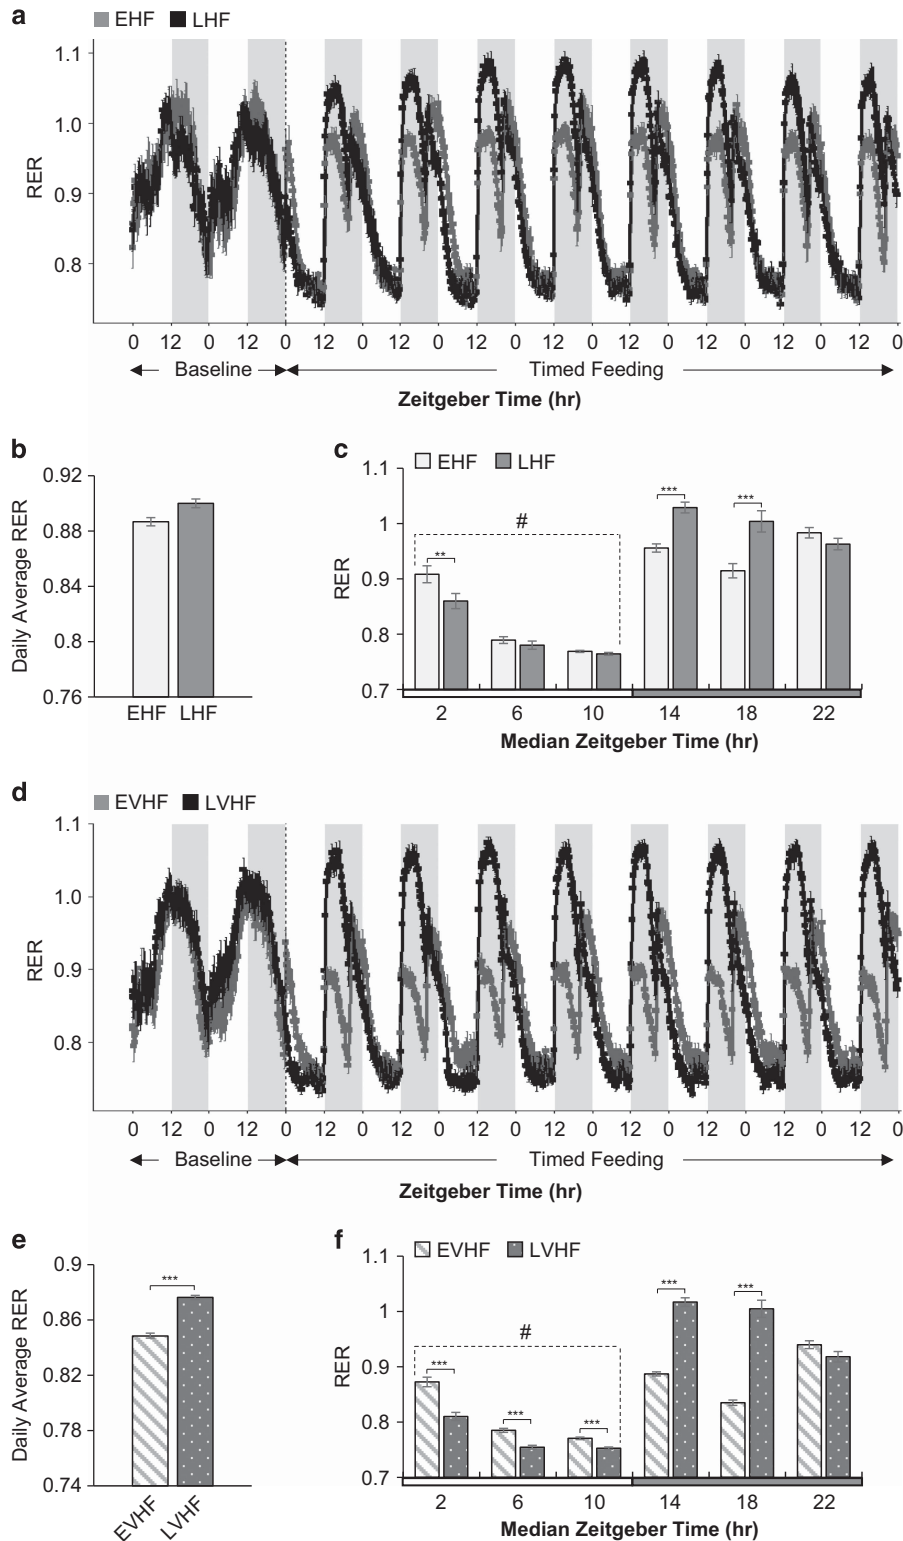 a
EHF LHF
1.1
1.0
0.9
0.8
RER
0 12 0 12 0 12 0 12 0 12 0 12 0 12 0 12 0 12 0 12 0
Baseline Timed Feeding
Zeitgeber Time (hr)
b
0.92
0.88
0.84
0.8
0.76
Daily Average RER
EHF LHF
c
EHF LHF
1.1
1
0.9
0.8
0.7
RER
#
** *** ***
2 6 10 14 18 22
Median Zeitgeber Time (hr)
d
EVHF LVHF
1.1
1.0
0.9
0.8
RER
0 12 0 12 0 12 0 12 0 12 0 12 0 12 0 12 0 12 0 12 0
Baseline Timed Feeding
Zeitgeber Time (hr)
e
0.9
0.86
0.82
0.78
0.74
Daily Average RER
***
EVHF LVHF
f
EVHF LVHF
1.1
1
0.9
0.8
0.7
RER
#
*** *** *** *** ***
2 6 10 14 18 22
Median Zeitgeber Time (hr)